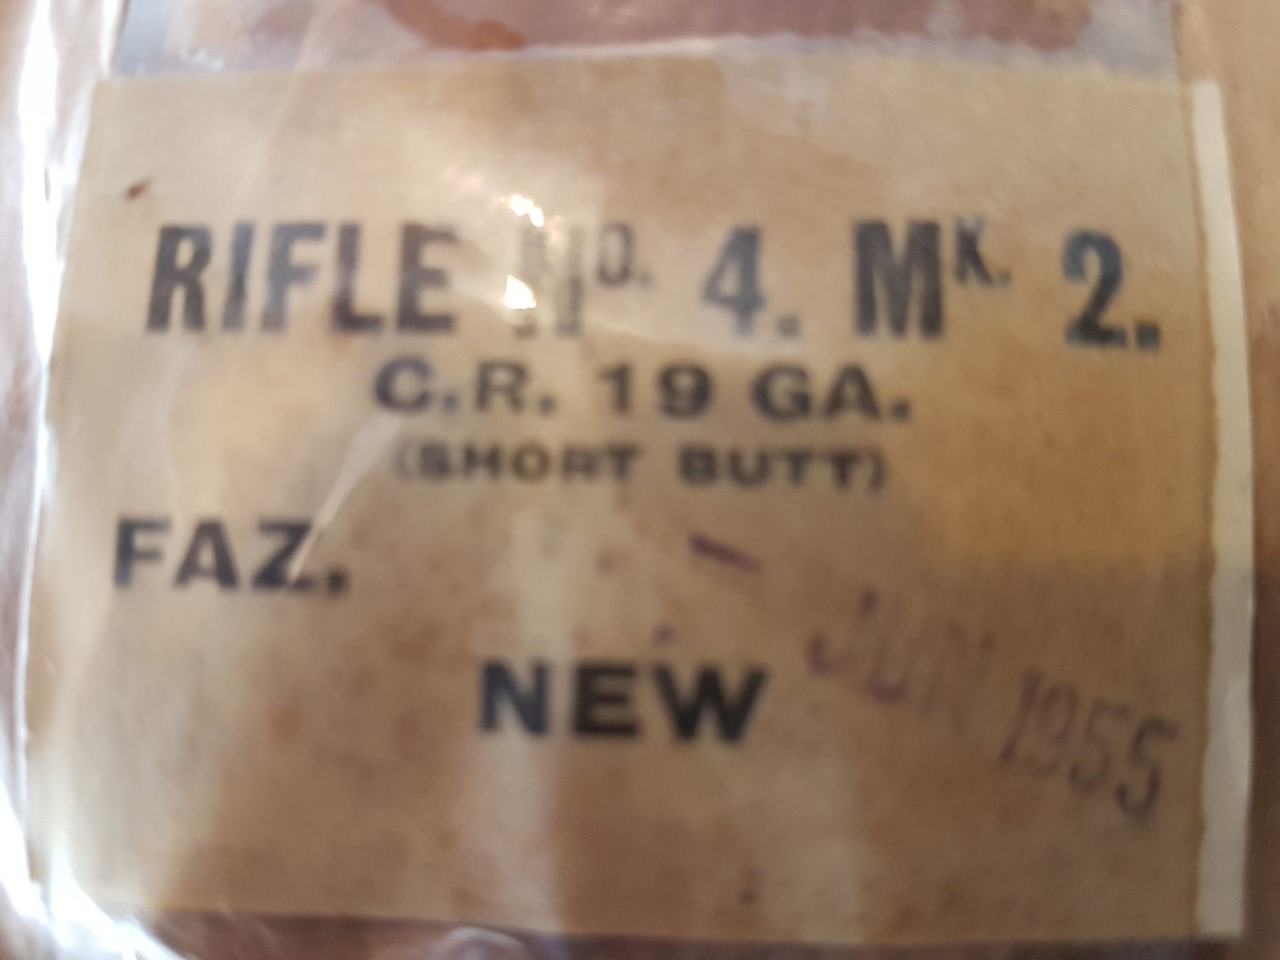 RIFLE No. 4. MK. 2.
C.R. 19 GA.
(SHORT BUTT)
FAZ.
NEW
- JUN 1955